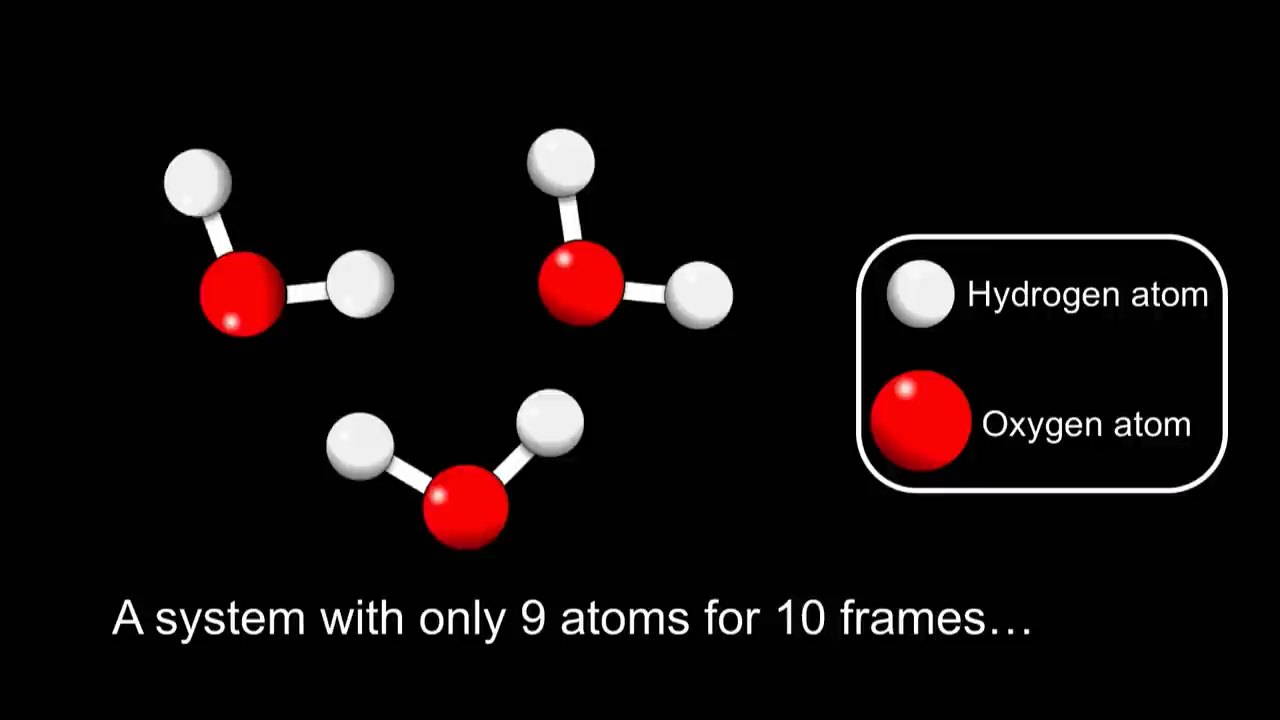 Hydrogen atom
Oxygen atom
A system with only 9 atoms for 10 frames…